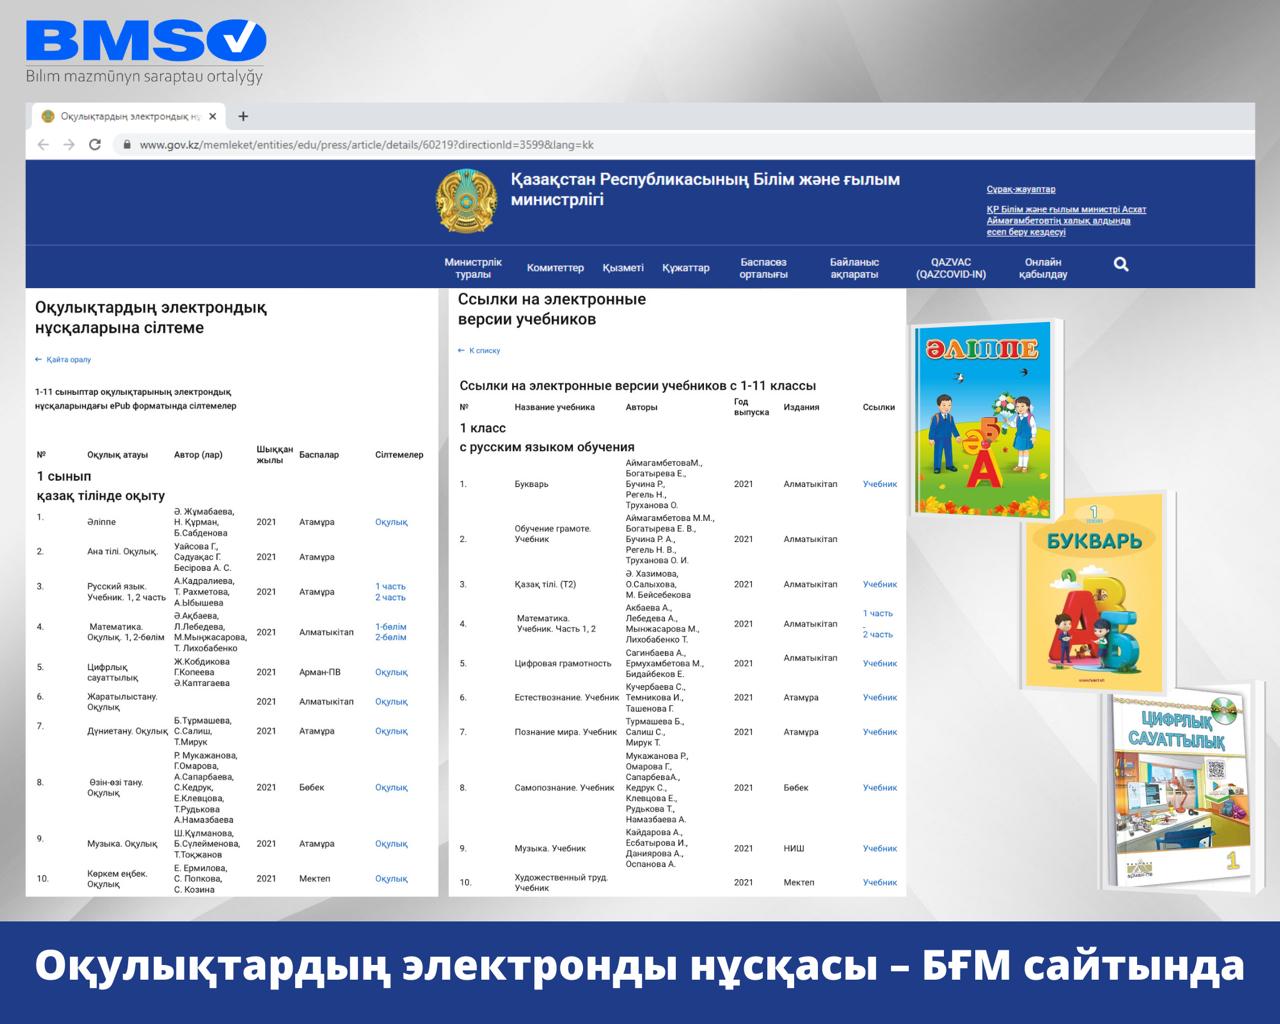 BMSO
Bılım mazmūnyn saraptau ortalyğy
Оқулықтардың электрондық нұ
www.gov.kz/memleket/entities/edu/press/article/details/60219?directionId=3599&lang=kk
Қазақстан Республикасының Білім және ғылым
министрлігі
Сұрақ-жауаптар
ҚР Білім және ғылым министрі Асхат
Аймағамбетовтің халық алдында
есеп беру кездесуі
Министрлік туралы
Комитеттер
Қызметі
Құжаттар
Баспасөз орталығы
Байланыс ақпараты
QAZVAC (QAZCOVID-IN)
Онлайн қабылдау
Оқулықтардың электрондық
нұсқаларына сілтеме
← Қайта оралу
1-11 сыныптар оқулықтарының электрондық
нұсқаларындағы ePub форматында сілтемелер
№ Оқулық атауы Автор (лар) Шыққан жылы Баспалар Сілтемелер
1 сынып
қазақ тілінде оқыту
1. Әліппе Ә. Жұмабаева, Н. Құрман, Б.Сабденова 2021 Атамұра Оқулық
2. Ана тілі. Оқулық. Уайсова Г., Сәдуақас Г. Бесірова А. С. 2021 Атамұра
3. Русский язык. Учебник. 1, 2 часть А.Кадралиева, Т. Рахметова, А.Ыбышева 2021 Атамұра 1 часть 2 часть
4. Математика. Оқулық. 1, 2-бөлім Ә.Ақбаева, Л.Лебедева, М.Мыңжасарова, Т. Лихобабенко 2021 Алматыкітап 1-бөлім 2-бөлім
5. Цифрлық сауаттылық Ж.Кобдикова Г.Копеева Ә.Каптагаева 2021 Арман-ПВ Оқулық
6. Жаратылыстану. Оқулық 2021 Алматыкітап Оқулық
7. Дүниетану. Оқулық Б.Тұрмашева, С.Салиш, Т.Мирук 2021 Атамұра Оқулық
8. Өзін-өзі тану. Оқулық Р. Мукажанова, Г.Омарова, А.Сапарбаева, С.Кедрук, Е.Клевцова, Т.Рудькова А.Намазбаева 2021 Бөбек Оқулық
9. Музыка. Оқулық Ш.Құлманова, Б.Сүлейменова, Т.Тоқжанов 2021 Атамұра Оқулық
10. Көркем еңбек. Оқулық Е. Ермилова, С. Попкова, С. Козина 2021 Мектеп Оқулық
Ссылки на электронные
версии учебников
← К списку
Ссылки на электронные версии учебников с 1-11 классы
№ Название учебника Авторы Год выпуска Издания Ссылки
1 класс
с русским языком обучения
1. Букварь АймагамбетоваМ., Богатырева Е., Бучина Р., Регель Н., Труханова О. 2021 Алматыкітап Учебник
2. Обучение грамоте. Учебник Аймагамбетова М.М., Богатырева Е. В., Бучина Р. А., Регель Н. В., Труханова О. И. 2021 Алматыкітап
3. Қазақ тілі. (Т2) Ә. Хазимова, О.Салыхова, М. Бейсебекова 2021 Алматыкітап Учебник
4. Математика. Учебник. Часть 1, 2 Акбаева А., Лебедева А., Мынжасарова М., Лихобабенко Т. 2021 Алматыкітап 1 часть - 2 часть
5. Цифровая грамотность Сагинбаева А., Ермухамбетова М., Бидайбеков Е. 2021 Алматыкітап Учебник
6. Естествознание. Учебник Кучербаева С., Темникова И., Ташенова Г. 2021 Атамұра Учебник
7. Познание мира. Учебник Турмашева Б., Салиш С., Мирук Т. 2021 Атамұра Учебник
8. Самопознание. Учебник Мукажанова Р., Омарова Г., СапарбеваА., Кедрук С., Клевцова Е., Рудькова Т., Намазбаева А. 2021 Бөбек Учебник
9. Музыка. Учебник Кайдарова А., Есбатырова И., Даниярова А., Оспанова А. 2021 НИШ Учебник
10. Художественный труд. Учебник 2021 Мектеп Учебник
ӘЛІППЕ
Ә Б А
1
БУКВАРЬ
А В Б
ЦИФРЛЫҚ
САУАТТЫЛЫҚ
1
Оқулықтардың электронды нұсқасы – БҒМ сайтында